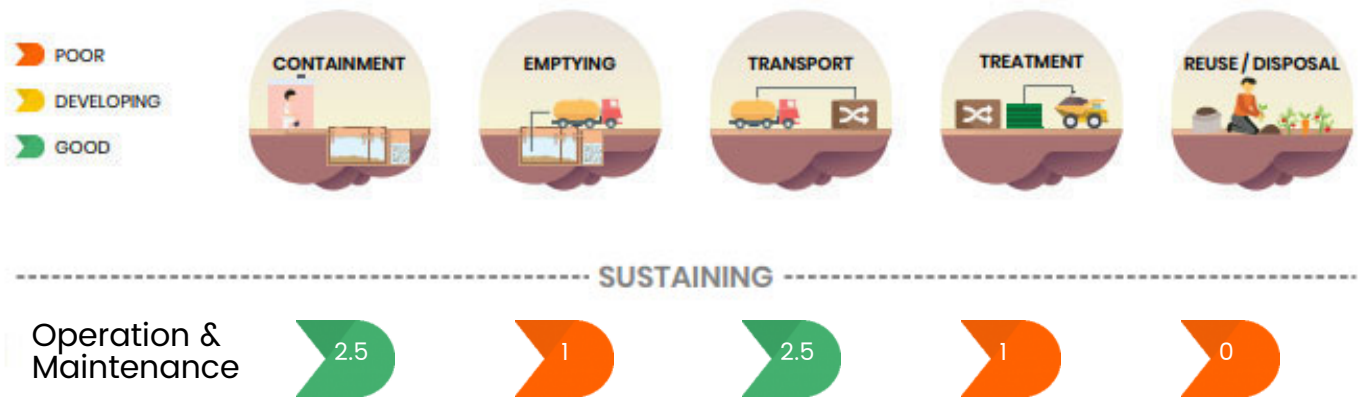 POOR
DEVELOPING
GOOD
CONTAINMENT
EMPTYING
TRANSPORT
TREATMENT
REUSE / DISPOSAL
SUSTAINING
Operation &
Maintenance
2.5
1
2.5
1
0